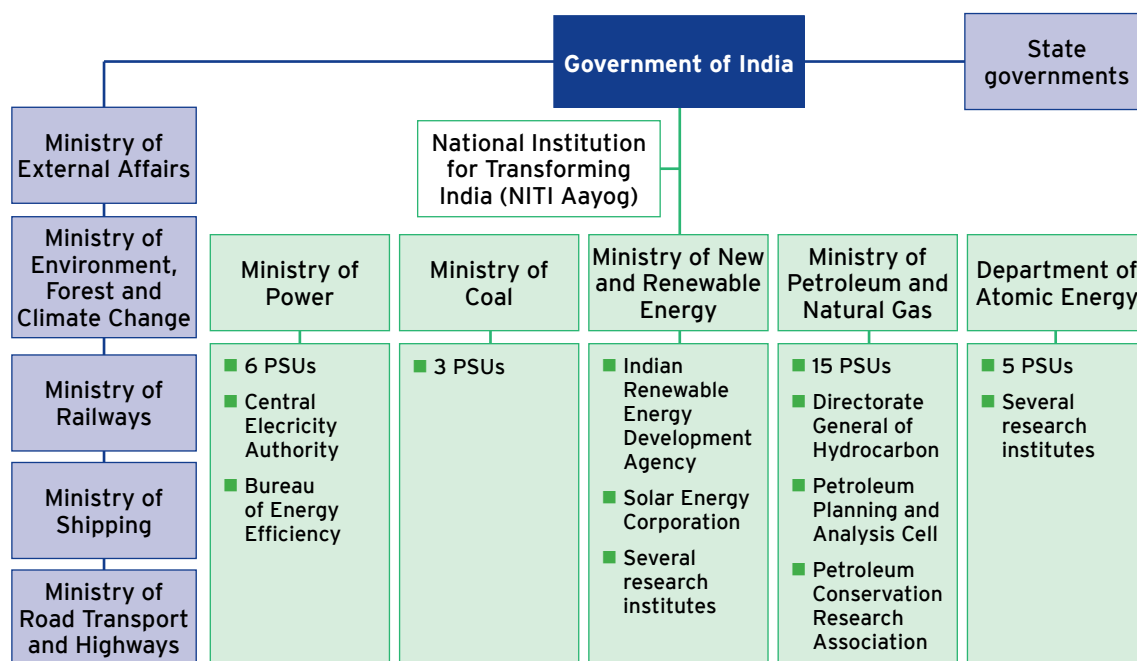 Government of India
State
governments
National Institution
for Transforming
India (NITI Aayog)
Ministry of
External Affairs
Ministry of
Environment,
Forest and
Climate Change
Ministry of
Railways
Ministry of
Shipping
Ministry of
Road Transport
and Highways
Ministry of
Power
■ 6 PSUs
■ Central
Elecricity
Authority
■ Bureau
of Energy
Efficiency
Ministry of
Coal
■ 3 PSUs
Ministry of New
and Renewable
Energy
■ Indian
Renewable
Energy
Development
Agency
■ Solar Energy
Corporation
■ Several
research
institutes
Ministry of
Petroleum and
Natural Gas
■ 15 PSUs
■ Directorate
General of
Hydrocarbon
■ Petroleum
Planning and
Analysis Cell
■ Petroleum
Conservation
Research
Association
Department of
Atomic Energy
■ 5 PSUs
■ Several
research
institutes